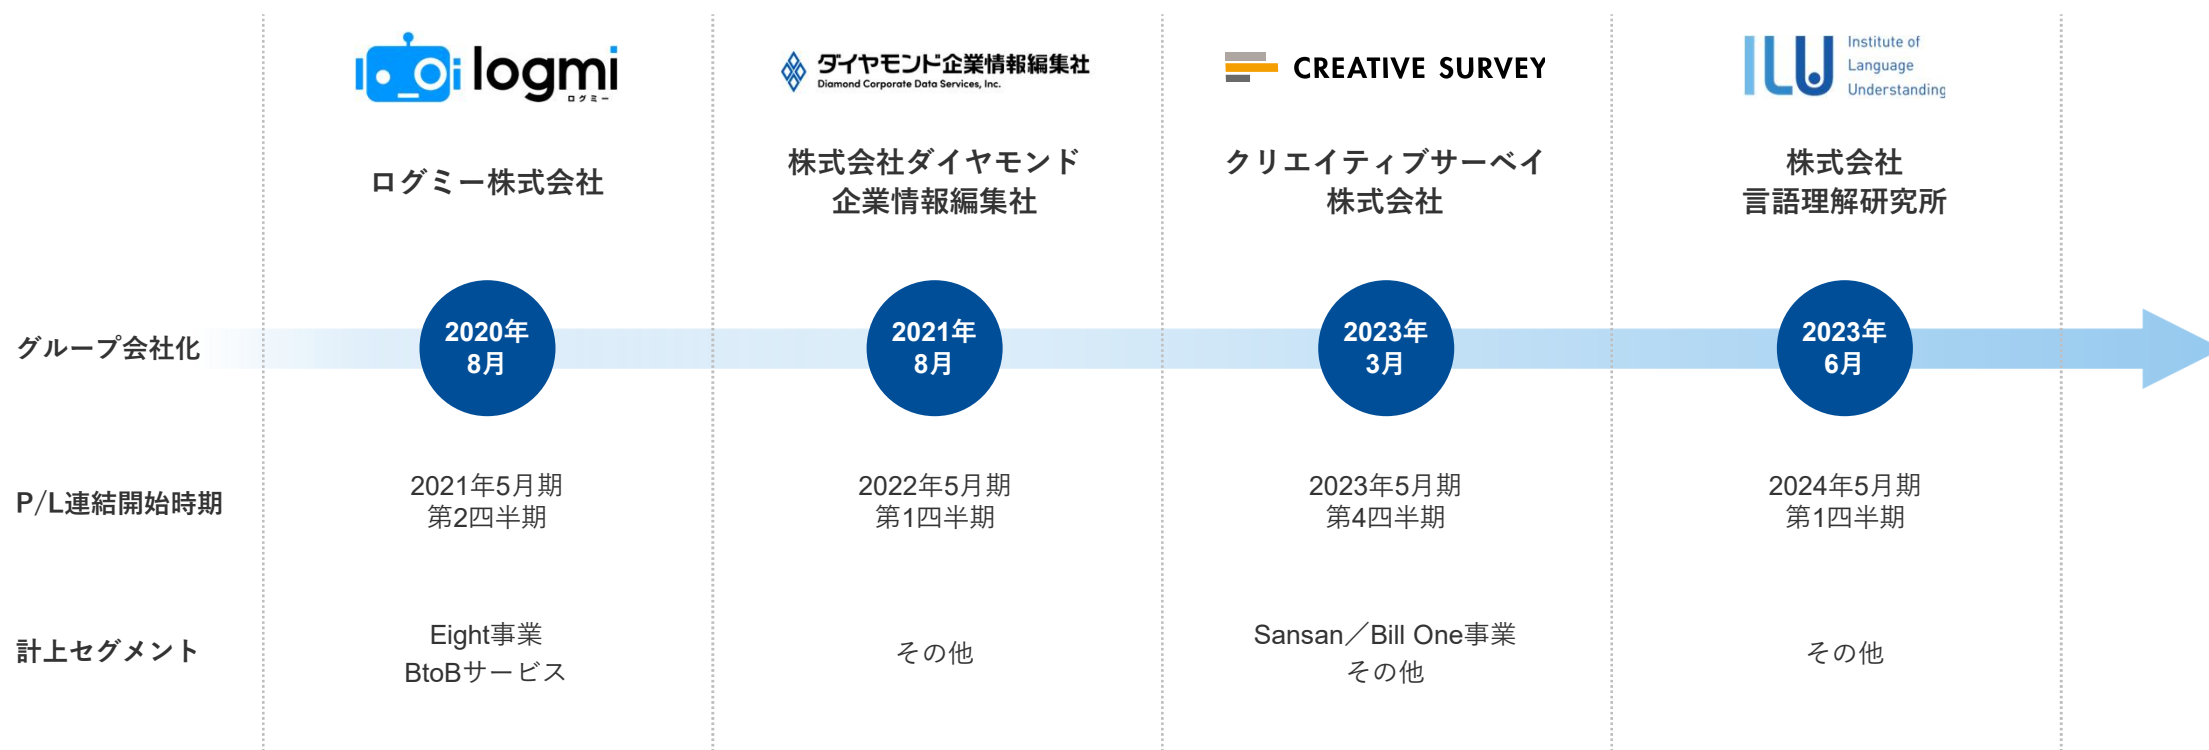 logmi
ログミー
ダイヤモンド企業情報編集社
Diamond Corporate Data Services, Inc.
CREATIVE SURVEY
ILU
Institute of
Language
Understanding
ログミー株式会社
株式会社ダイヤモンド
企業情報編集社
クリエイティブサーベイ
株式会社
株式会社
言語理解研究所
グループ会社化
2020年
8月
2021年
8月
2023年
3月
2023年
6月
P/L連結開始時期
2021年5月期
第2四半期
2022年5月期
第1四半期
2023年5月期
第4四半期
2024年5月期
第1四半期
計上セグメント
Eight事業
BtoBサービス
その他
Sansan／Bill One事業
その他
その他